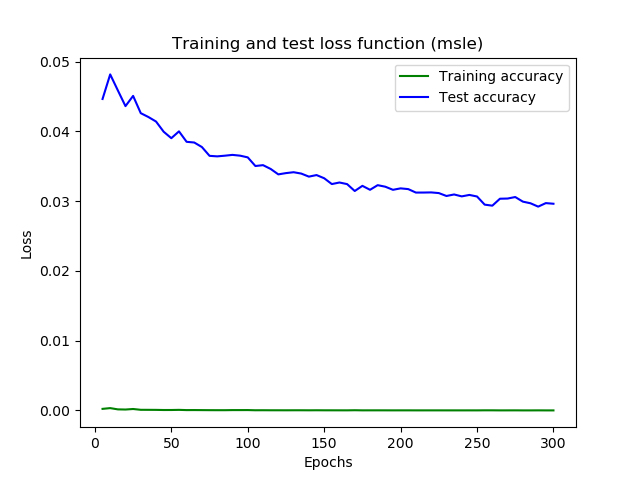 Training and test loss function (msle)
Training accuracy
Test accuracy
0.05
0.04
0.03
0.02
0.01
0.00
Loss
0 50 100 150 200 250 300
Epochs